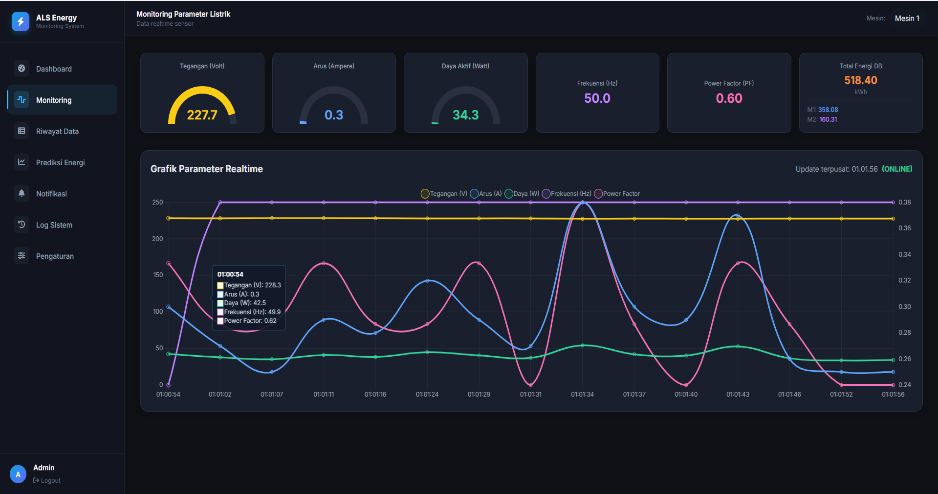 ALS Energy
Monitoring System
Dashboard
Monitoring
Riwayat Data
Prediksi Energi
Notifikasi
Log Sistem
Pengaturan
A
Admin
Logout
Monitoring Parameter Listrik
Data realtime sensor
Mesin:
Mesin 1
Tegangan (Volt)
227.7
Arus (Ampere)
0.3
Daya Aktif (Watt)
34.3
Frekuensi (Hz)
50.0
Power Factor (PF)
0.60
Total Energi DB
518.40
kWh
M1: 358.08
M2: 160.31
Grafik Parameter Realtime
Update terpusat: 01.01.56 (ONLINE)
Tegangan (V) Arus (A) Daya (W) Frekuensi (Hz) Power Factor
250
200
150
100
50
0
0.38
0.36
0.34
0.32
0.30
0.28
0.26
0.24
01:00:54
Tegangan (V): 228.3
Arus (A): 0.3
Daya (W): 42.5
Frekuensi (Hz): 49.9
Power Factor: 0.62
01:00:54 01:01:02 01:01:07 01:01:11 01:01:16 01:01:24 01:01:29 01:01:31 01:01:34 01:01:37 01:01:40 01:01:43 01:01:46 01:01:52 01:01:56